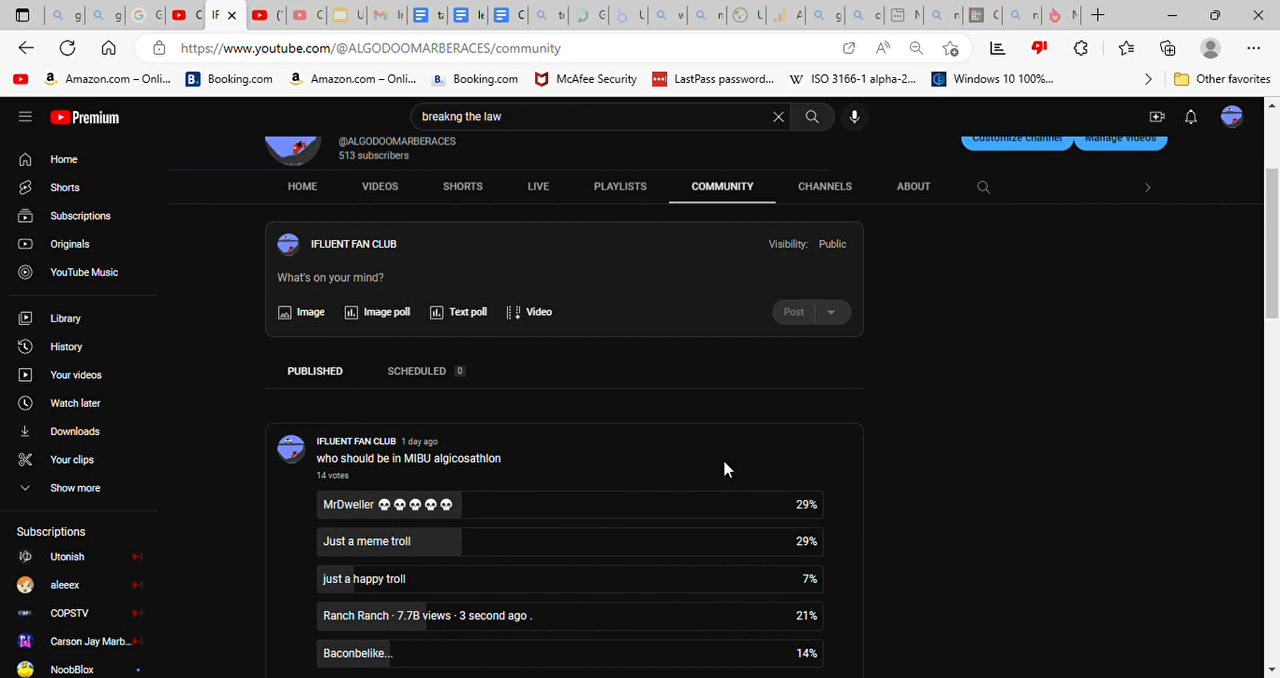 https://www.youtube.com/@ALGODOOMARBERACES/community
Amazon.com – Onli...
Booking.com
Amazon.com – Onli...
Booking.com
McAfee Security
LastPass password...
ISO 3166-1 alpha-2...
Windows 10 100%...
Other favorites
Premium
breakng the law
@ALGODOOMARBERACES
513 subscribers
Customize channel
Manage videos
HOME
VIDEOS
SHORTS
LIVE
PLAYLISTS
COMMUNITY
CHANNELS
ABOUT
Home
Shorts
Subscriptions
Originals
YouTube Music
Library
History
Your videos
Watch later
Downloads
Your clips
Show more
Subscriptions
Utonish
aleeex
COPSTV
Carson Jay Marb...
NoobBlox
IFLUENT FAN CLUB
Visibility: Public
What's on your mind?
Image
Image poll
Text poll
Video
Post
PUBLISHED
SCHEDULED 0
IFLUENT FAN CLUB 1 day ago
who should be in MIBU algicosathlon
14 votes
MrDweller 💀💀💀💀💀 29%
Just a meme troll 29%
just a happy troll 7%
Ranch Ranch · 7.7B views · 3 second ago . 21%
Baconbelike... 14%